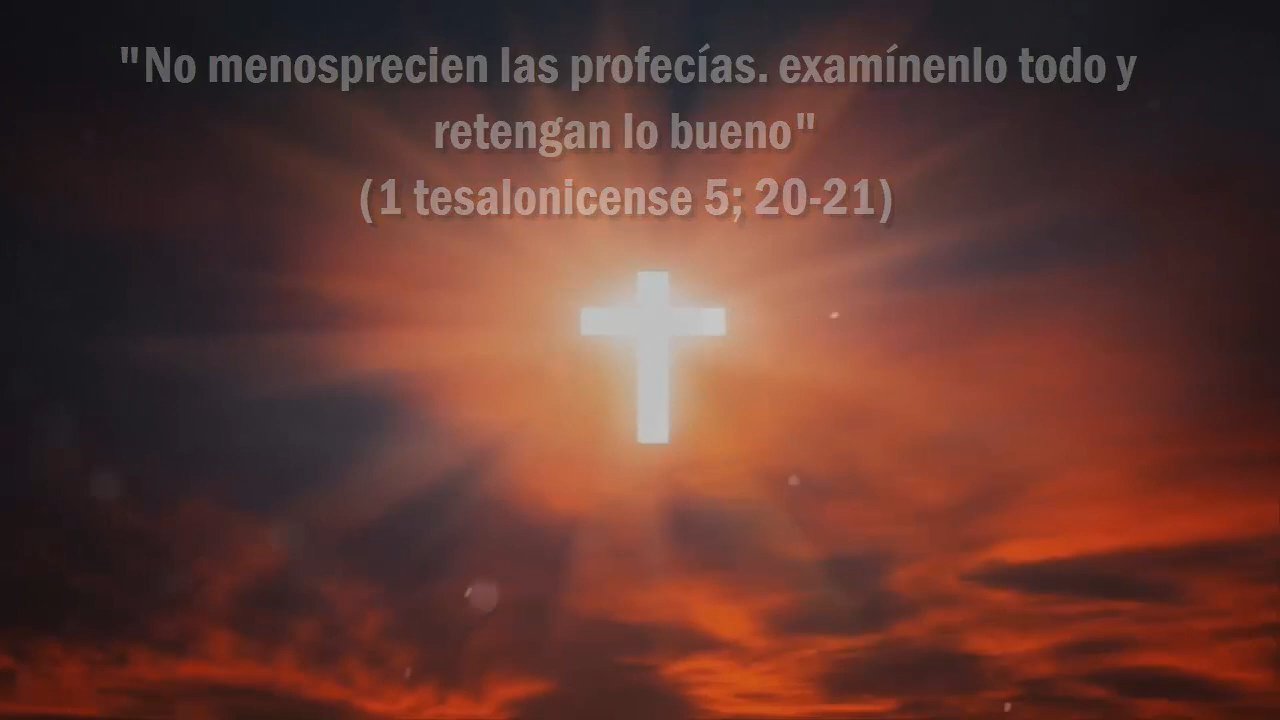 "No menosprecien las profecías. examínenlo todo y
retengan lo bueno"
(1 tesalonicense 5; 20-21)